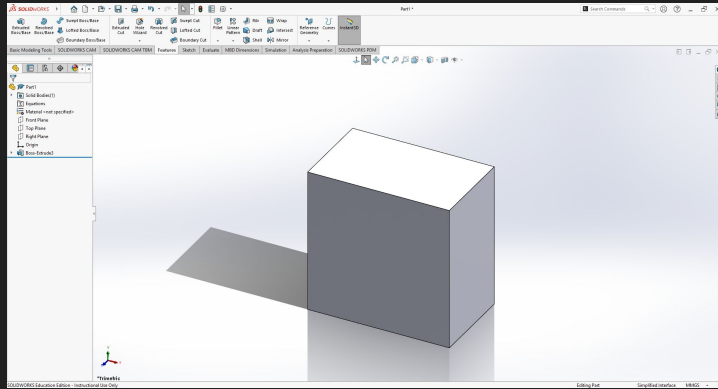 SOLIDWORKS
Part1 *
Search Commands
Extruded Boss/Base
Revolved Boss/Base
Swept Boss/Base
Lofted Boss/Base
Boundary Boss/Base
Extruded Cut
Hole Wizard
Revolved Cut
Swept Cut
Lofted Cut
Boundary Cut
Fillet
Linear Pattern
Rib
Draft
Shell
Wrap
Intersect
Mirror
Reference Geometry
Curves
Instant3D
Basic Modeling Tools SOLIDWORKS CAM SOLIDWORKS CAM TBM Features Sketch Evaluate MBD Dimensions Simulation Analysis Preparation SOLIDWORKS PDM
Part1
Solid Bodies(1)
Equations
Material <not specified>
Front Plane
Top Plane
Right Plane
Origin
Boss-Extrude2
*Trimetric
SOLIDWORKS Education Edition - Instructional Use Only
Editing Part Simplified Interface MMGS